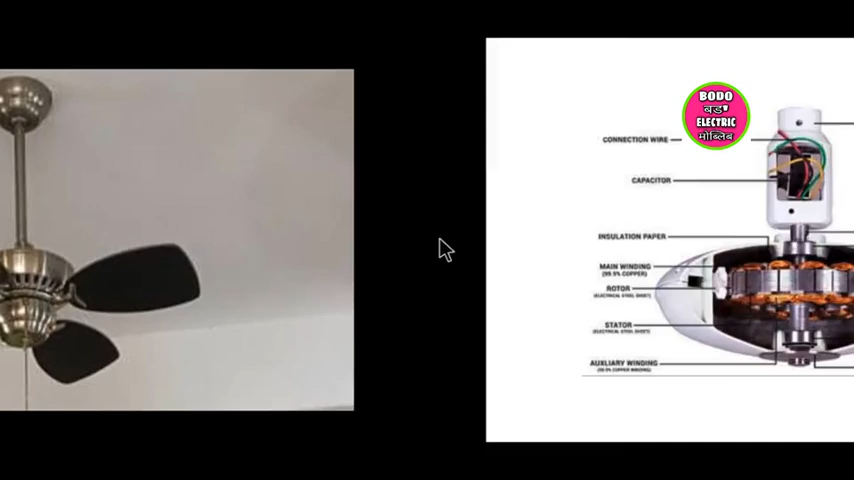 BODO
बड'
ELECTRIC
मोब्लिब
CONNECTION WIRE
CAPACITOR
INSULATION PAPER
MAIN WINDING
(99.9% COPPER)
ROTOR
(ELECTRICAL STEEL SHEET)
STATOR
(ELECTRICAL STEEL SHEET)
AUXLIARY WINDING
(99.9% COPPER WINDING)